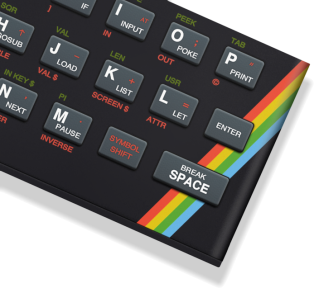 SQR
]
IF
VAL
I
INPUT
AT
IN
PEEK
O
;
POKE
OUT
TAB
P
"
PRINT
©
H
GOSUB
J
-
LOAD
VAL $
LEN
K
+
LIST
SCREEN $
USR
L
=
LET
ATTR
ENTER
IN KEY $
N
NEXT
PI
M
.
PAUSE
INVERSE
SYMBOL
SHIFT
BREAK
SPACE